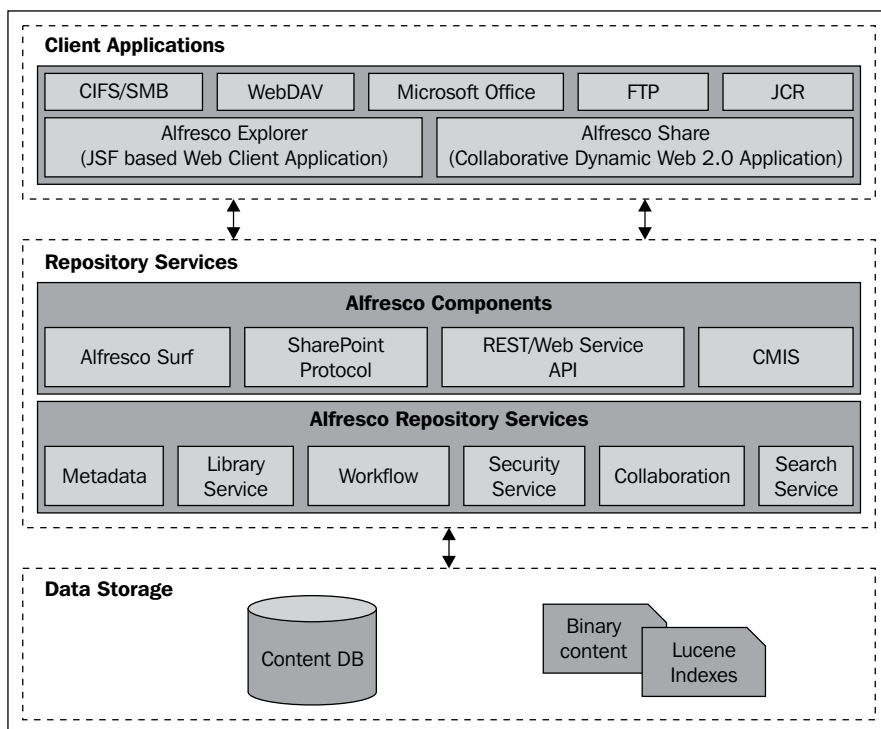 Client Applications
CIFS/SMB
WebDAV
Microsoft Office
FTP
JCR
Alfresco Explorer
(JSF based Web Client Application)
Alfresco Share
(Collaborative Dynamic Web 2.0 Application)
Repository Services
Alfresco Components
Alfresco Surf
SharePoint
Protocol
REST/Web Service
API
CMIS
Alfresco Repository Services
Metadata
Library
Service
Workflow
Security
Service
Collaboration
Search
Service
Data Storage
Content DB
Binary
content
Lucene
Indexes